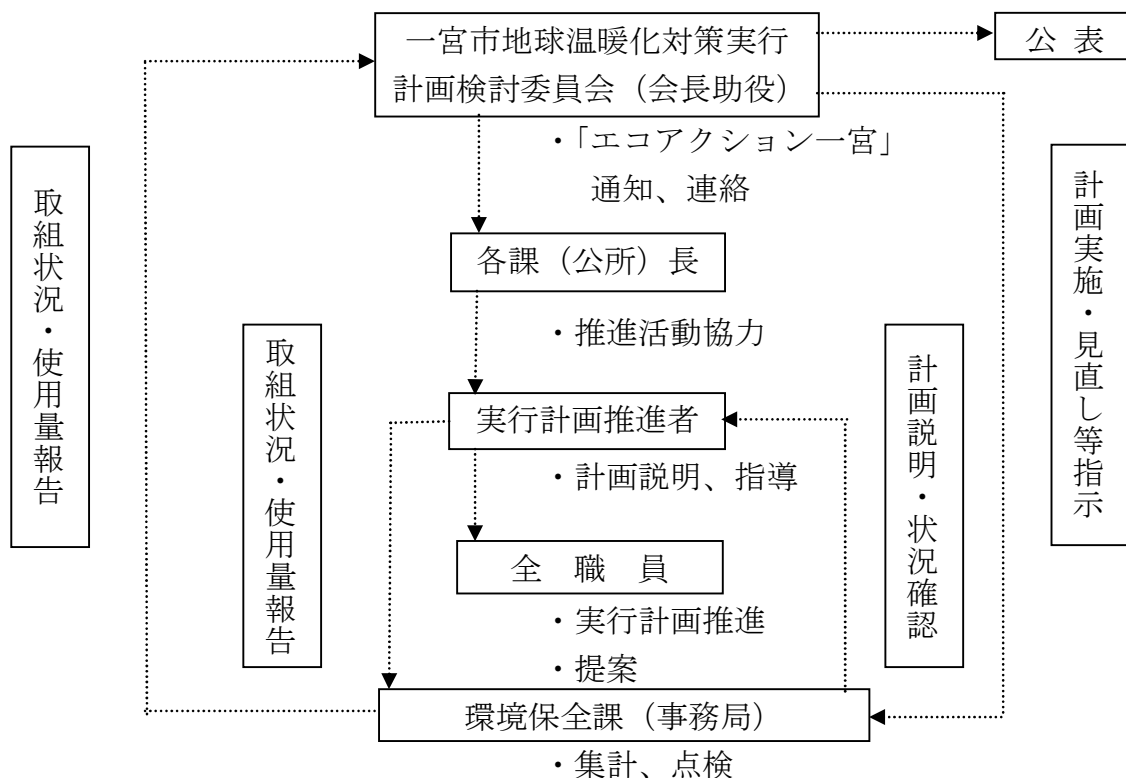 一宮市地球温暖化対策実行
計画検討委員会（会長助役）
公 表
・「エコアクション一宮」
通知、連絡
取組状況・使用量報告
計画実施・見直し等指示
各課（公所）長
・推進活動協力
取組状況・使用量報告
計画説明・状況確認
実行計画推進者
・計画説明、指導
全 職 員
・実行計画推進
・提案
環境保全課（事務局）
・集計、点検